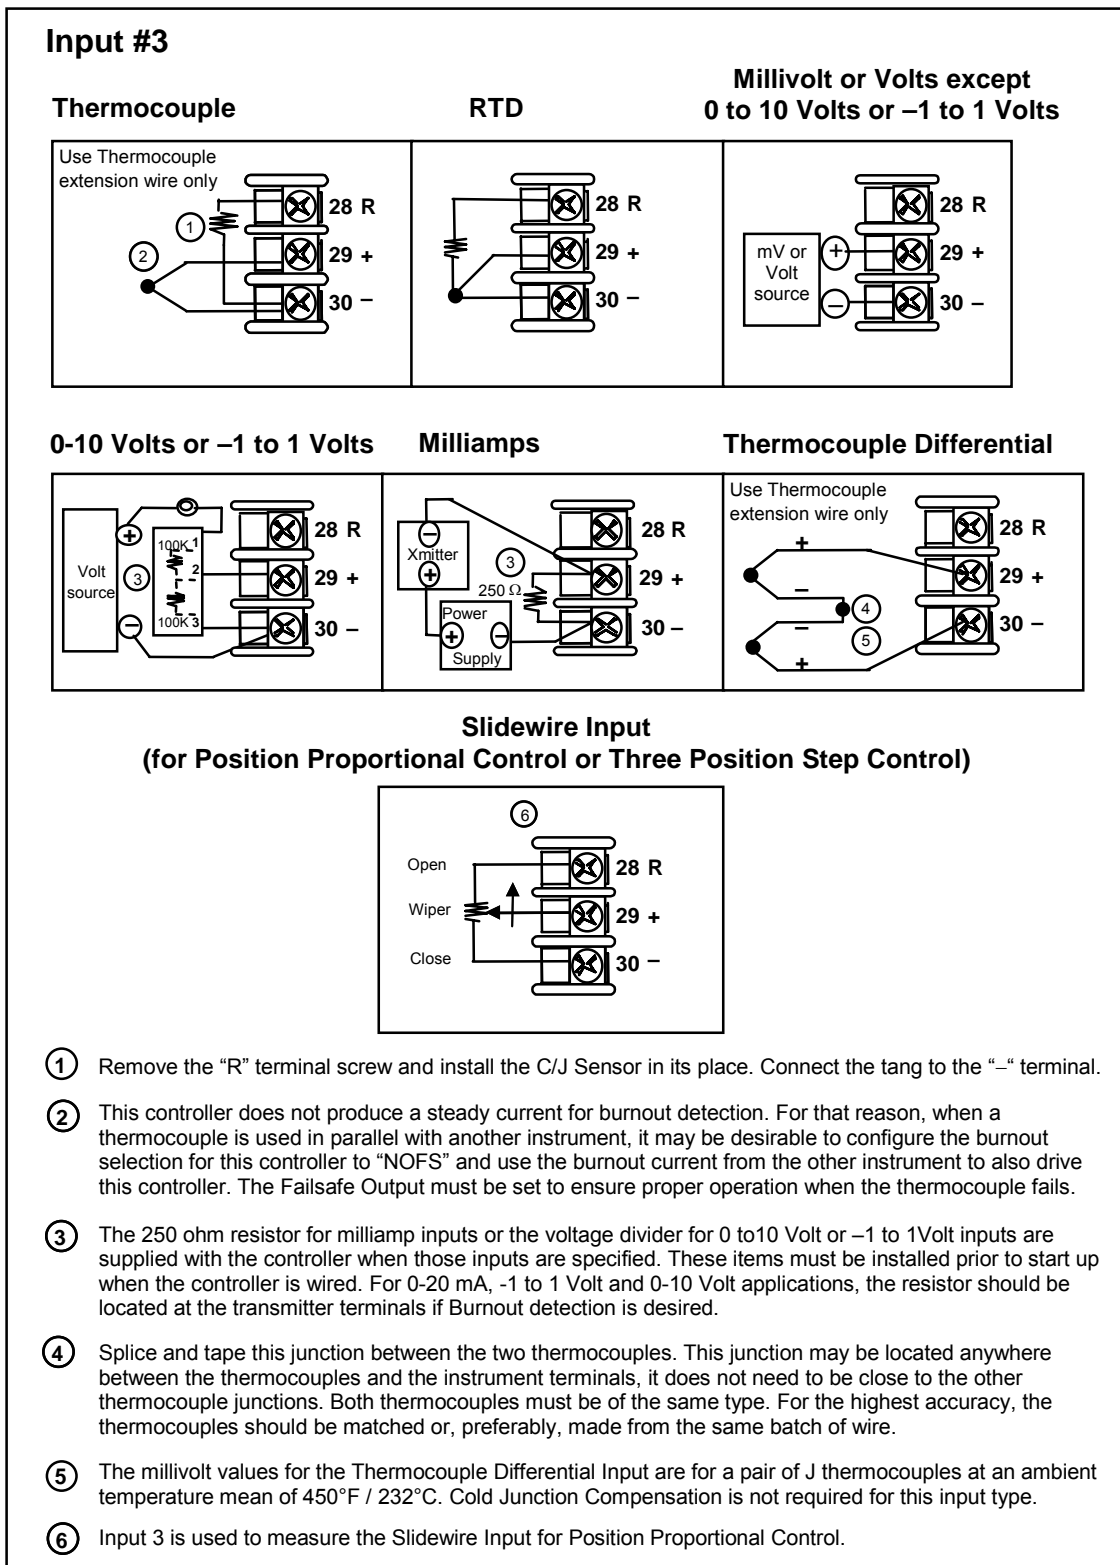 Input #3
Thermocouple
RTD
Millivolt or Volts except
0 to 10 Volts or –1 to 1 Volts
Use Thermocouple
extension wire only
1
2
28 R
29 +
30 –
28 R
29 +
30 –
mV or
Volt
source
+
–
28 R
29 +
30 –
0-10 Volts or –1 to 1 Volts
Milliamps
Thermocouple Differential
Volt
source
+
–
3
100K 1
2
100K 3
28 R
29 +
30 –
–
Xmitter
+
3
250 Ω
Power
+ –
Supply
28 R
29 +
30 –
Use Thermocouple
extension wire only
+
–
–
+
4
5
28 R
29 +
30 –
Slidewire Input
(for Position Proportional Control or Three Position Step Control)
6
Open
Wiper
Close
28 R
29 +
30 –
1 Remove the “R” terminal screw and install the C/J Sensor in its place. Connect the tang to the “–“ terminal.
2 This controller does not produce a steady current for burnout detection. For that reason, when a
thermocouple is used in parallel with another instrument, it may be desirable to configure the burnout
selection for this controller to “NOFS” and use the burnout current from the other instrument to also drive
this controller. The Failsafe Output must be set to ensure proper operation when the thermocouple fails.
3 The 250 ohm resistor for milliamp inputs or the voltage divider for 0 to10 Volt or –1 to 1Volt inputs are
supplied with the controller when those inputs are specified. These items must be installed prior to start up
when the controller is wired. For 0-20 mA, -1 to 1 Volt and 0-10 Volt applications, the resistor should be
located at the transmitter terminals if Burnout detection is desired.
4 Splice and tape this junction between the two thermocouples. This junction may be located anywhere
between the thermocouples and the instrument terminals, it does not need to be close to the other
thermocouple junctions. Both thermocouples must be of the same type. For the highest accuracy, the
thermocouples should be matched or, preferably, made from the same batch of wire.
5 The millivolt values for the Thermocouple Differential Input are for a pair of J thermocouples at an ambient
temperature mean of 450°F / 232°C. Cold Junction Compensation is not required for this input type.
6 Input 3 is used to measure the Slidewire Input for Position Proportional Control.